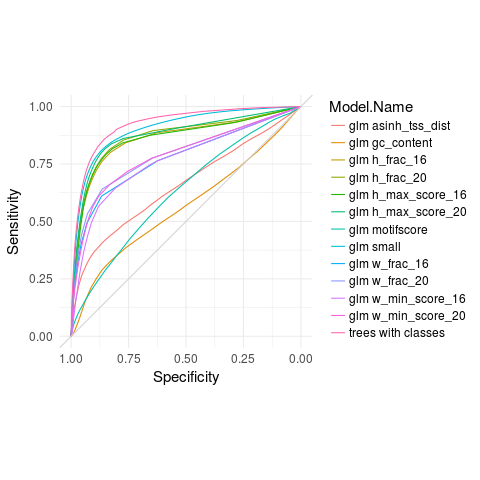 Model.Name
glm asinh_tss_dist
glm gc_content
glm h_frac_16
glm h_frac_20
glm h_max_score_16
glm h_max_score_20
glm motifscore
glm small
glm w_frac_16
glm w_frac_20
glm w_min_score_16
glm w_min_score_20
trees with classes
Sensitivity
1.00
0.75
0.50
0.25
0.00
1.00 0.75 0.50 0.25 0.00
Specificity